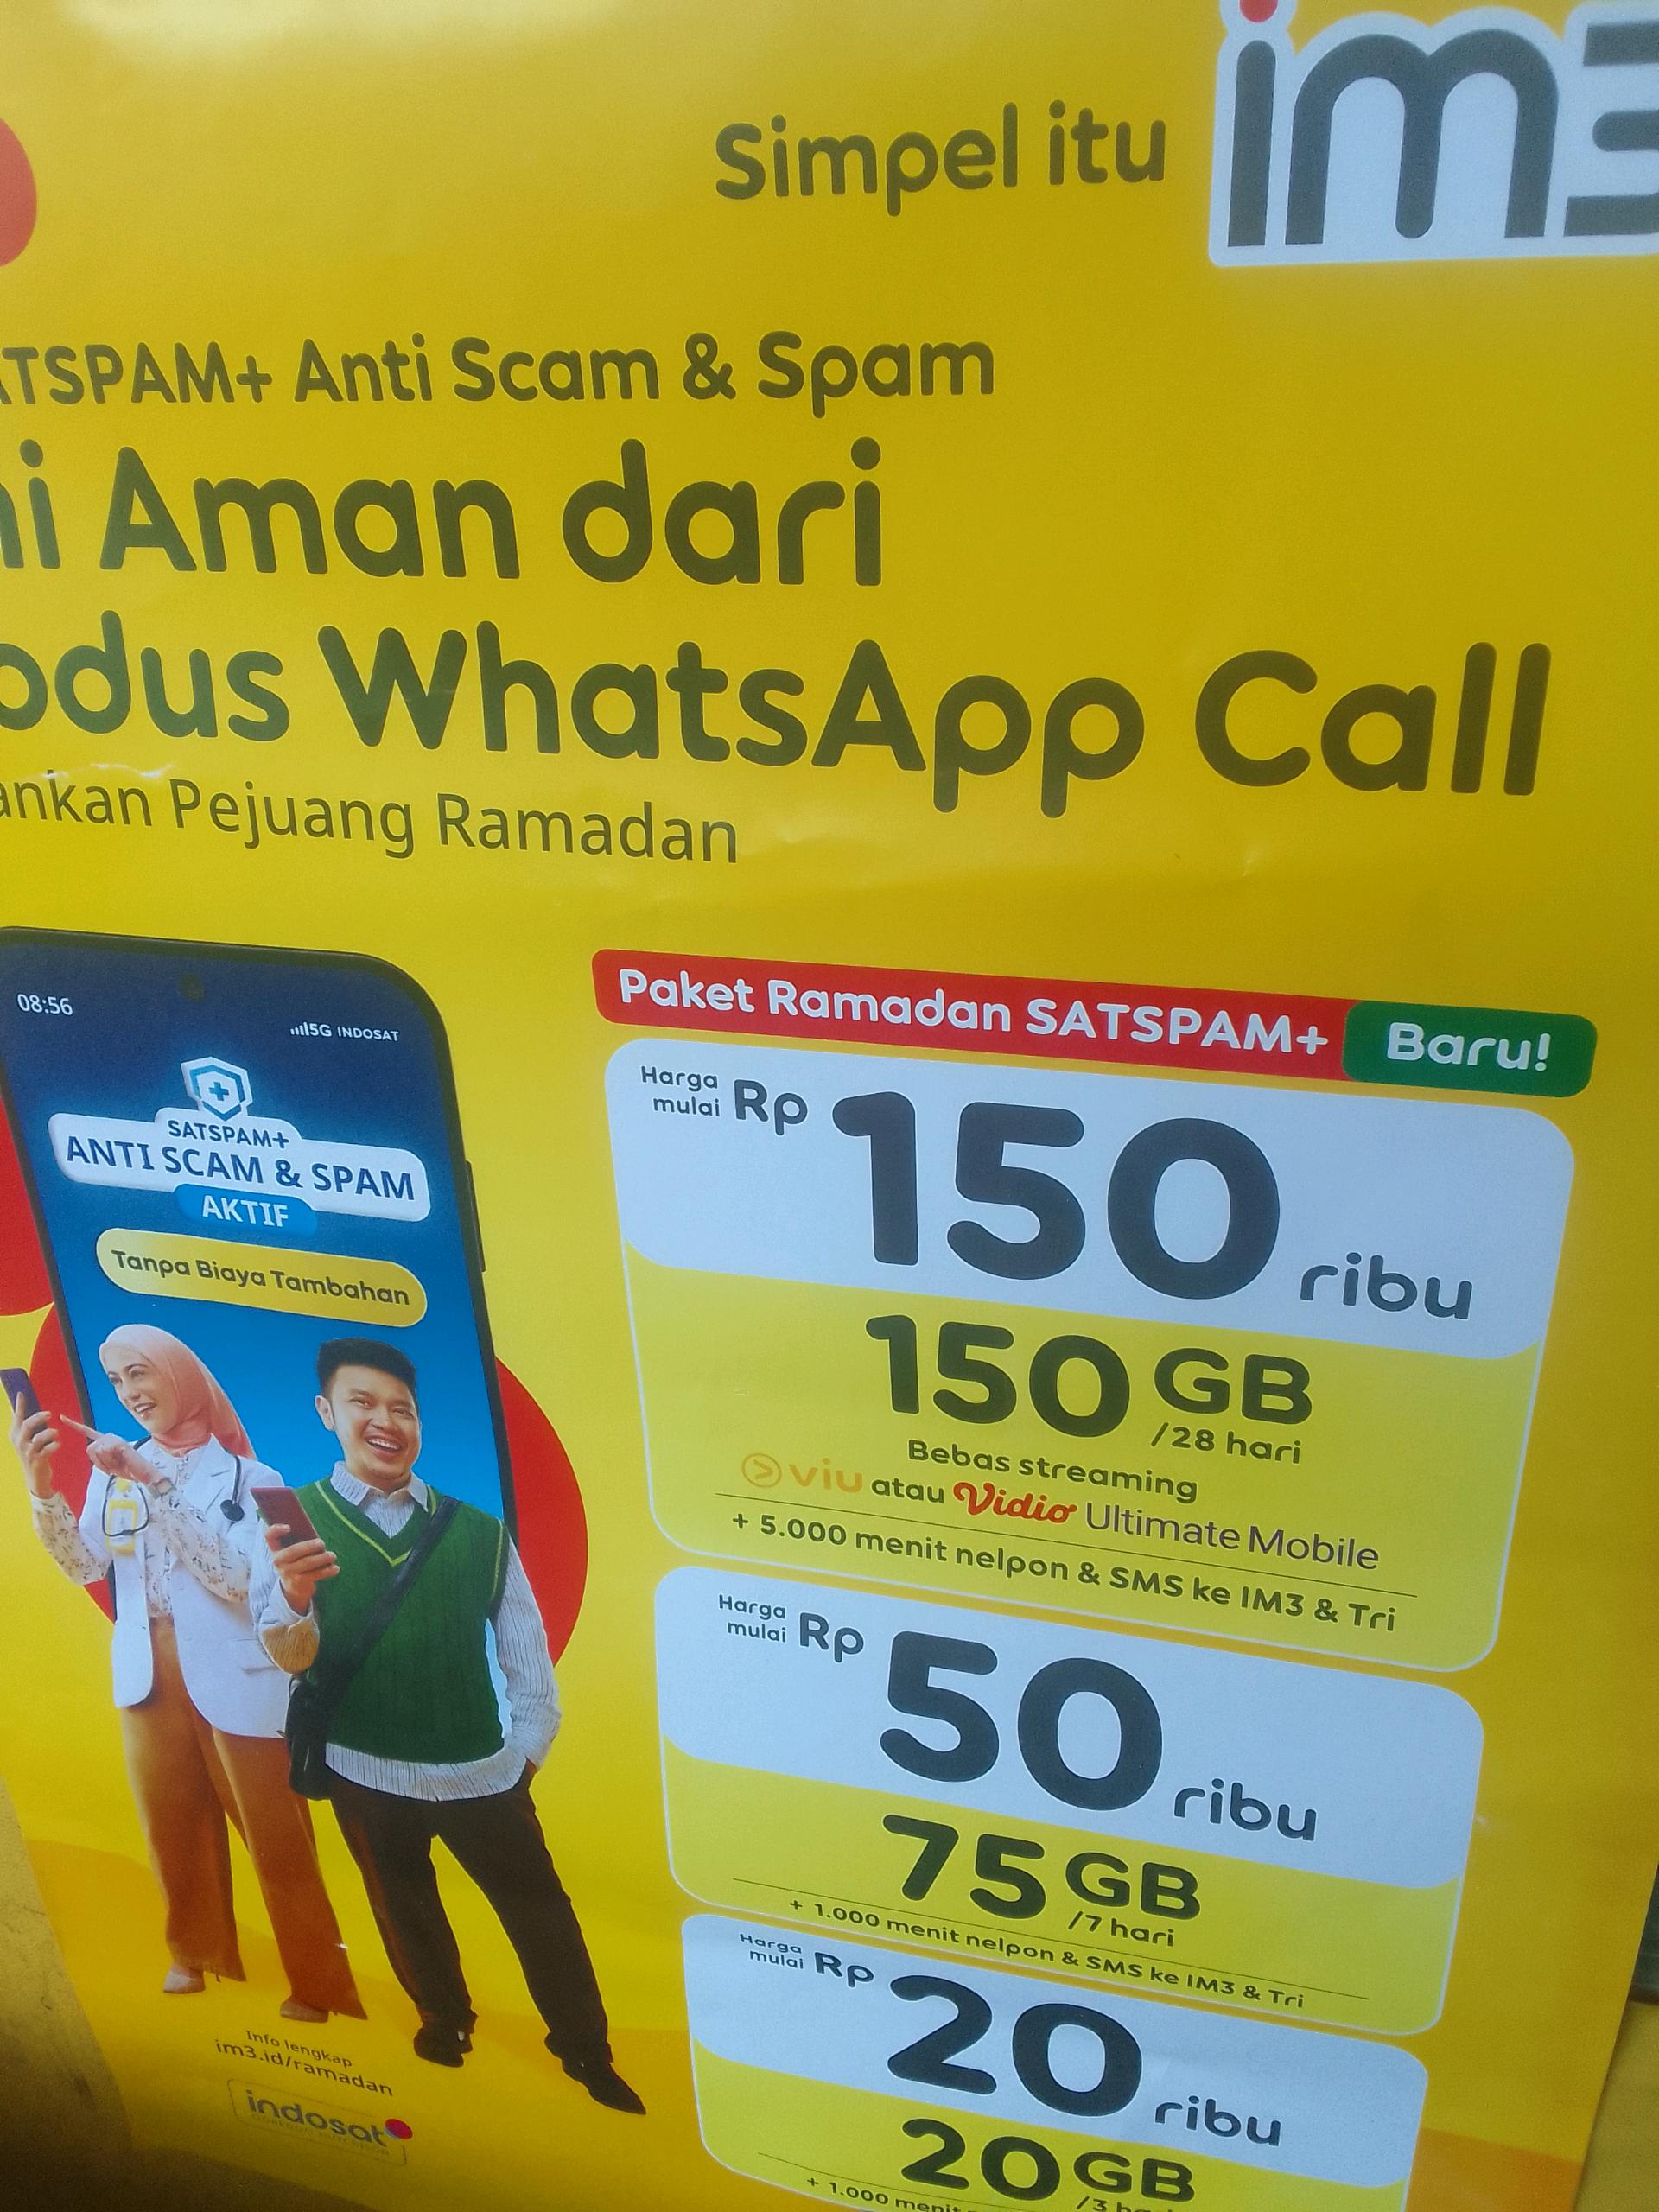 Simpel itu im3
TSPAM+ Anti Scam & Spam
i Aman dari
odus WhatsApp Call
ankan Pejuang Ramadan
08:56
5G INDOSAT
SATSPAM+
ANTI SCAM & SPAM
AKTIF
Tanpa Biaya Tambahan
Paket Ramadan SATSPAM+ Baru!
Harga mulai Rp 150 ribu
150 GB
/28 hari
Bebas streaming
viu atau Vidio Ultimate Mobile
+ 5.000 menit nelpon & SMS ke IM3 & Tri
Harga mulai Rp 50 ribu
75 GB
/7 hari
+ 1.000 menit nelpon & SMS ke IM3 & Tri
Harga mulai Rp 20 ribu
20 GB
/3
+ 1.000
Info lengkap
im3.id/ramadan
indosat